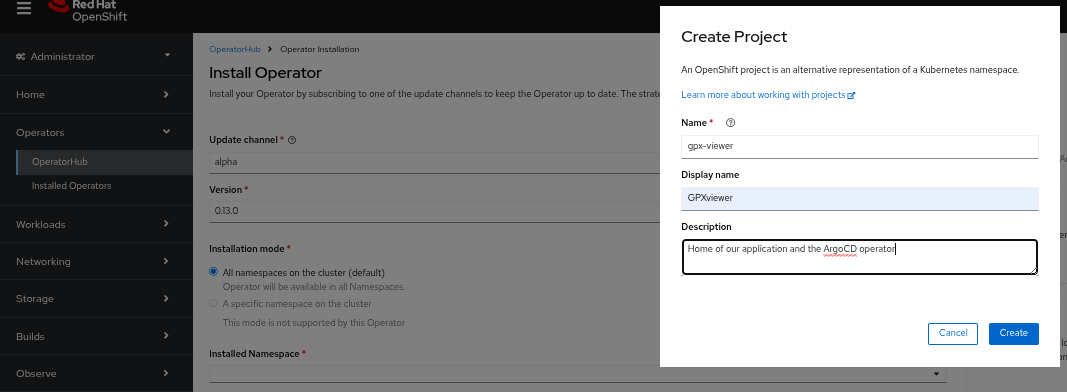 Red Hat
OpenShift
Administrator
Home
Operators
OperatorHub
Installed Operators
Workloads
Networking
Storage
Builds
Observe
OperatorHub > Operator Installation
Install Operator
Install your Operator by subscribing to one of the update channels to keep the Operator up to date. The strate
Update channel *
alpha
Version *
0.13.0
Installation mode *
All namespaces on the cluster (default)
Operator will be available in all Namespaces.
A specific namespace on the cluster
This mode is not supported by this Operator
Installed Namespace *
Create Project
An OpenShift project is an alternative representation of a Kubernetes namespace.
Learn more about working with projects
Name *
gpx-viewer
Display name
GPXviewer
Description
Home of our application and the ArgoCD operator
Cancel
Create